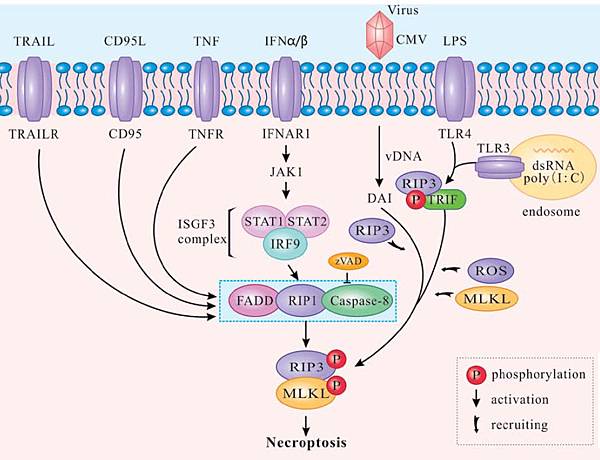 Virus
CMV
TRAIL
CD95L
TNF
IFNα/β
LPS
TRAILR
CD95
TNFR
IFNAR1
TLR4
TLR3
dsRNA
poly(I:C)
endosome
vDNA
JAK1
DAI
RIP3
P
TRIF
ISGF3
complex
STAT1
STAT2
IRF9
RIP3
zVAD
ROS
MLKL
FADD
RIP1
Caspase-8
RIP3
P
MLKL
P
Necroptosis
P phosphorylation
activation
recruiting